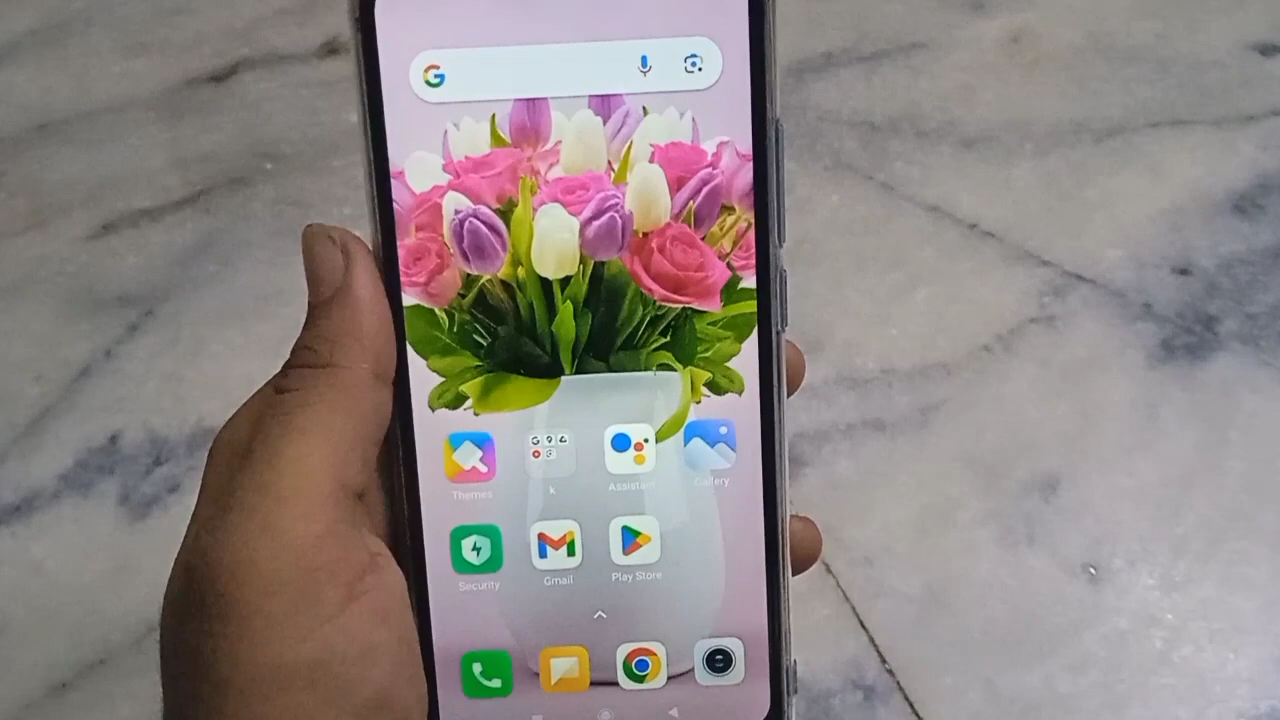 G
Themes
k
Assistant
Gallery
Security
Gmail
Play Store